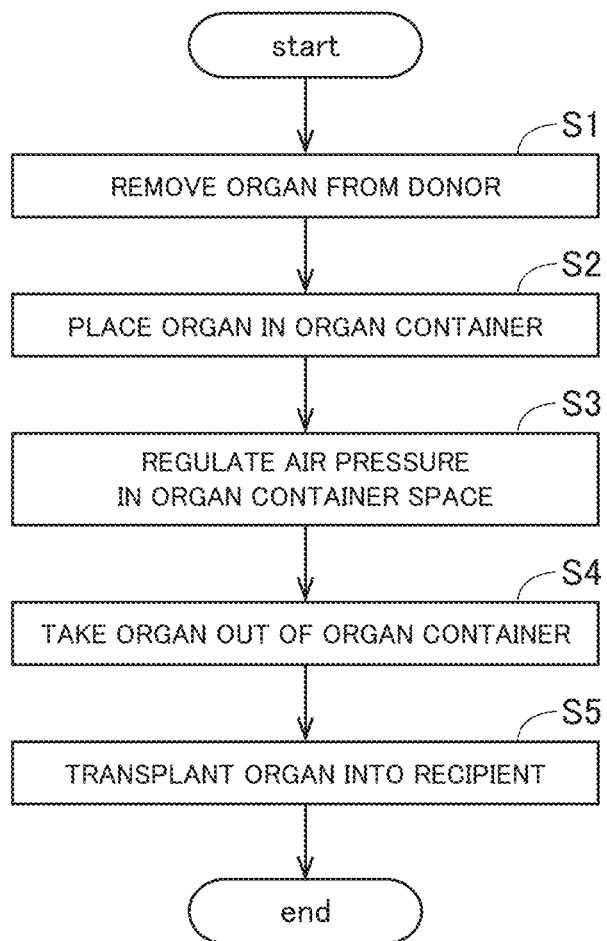 start
S1
REMOVE ORGAN FROM DONOR
S2
PLACE ORGAN IN ORGAN CONTAINER
S3
REGULATE AIR PRESSURE
IN ORGAN CONTAINER SPACE
S4
TAKE ORGAN OUT OF ORGAN CONTAINER
S5
TRANSPLANT ORGAN INTO RECIPIENT
end